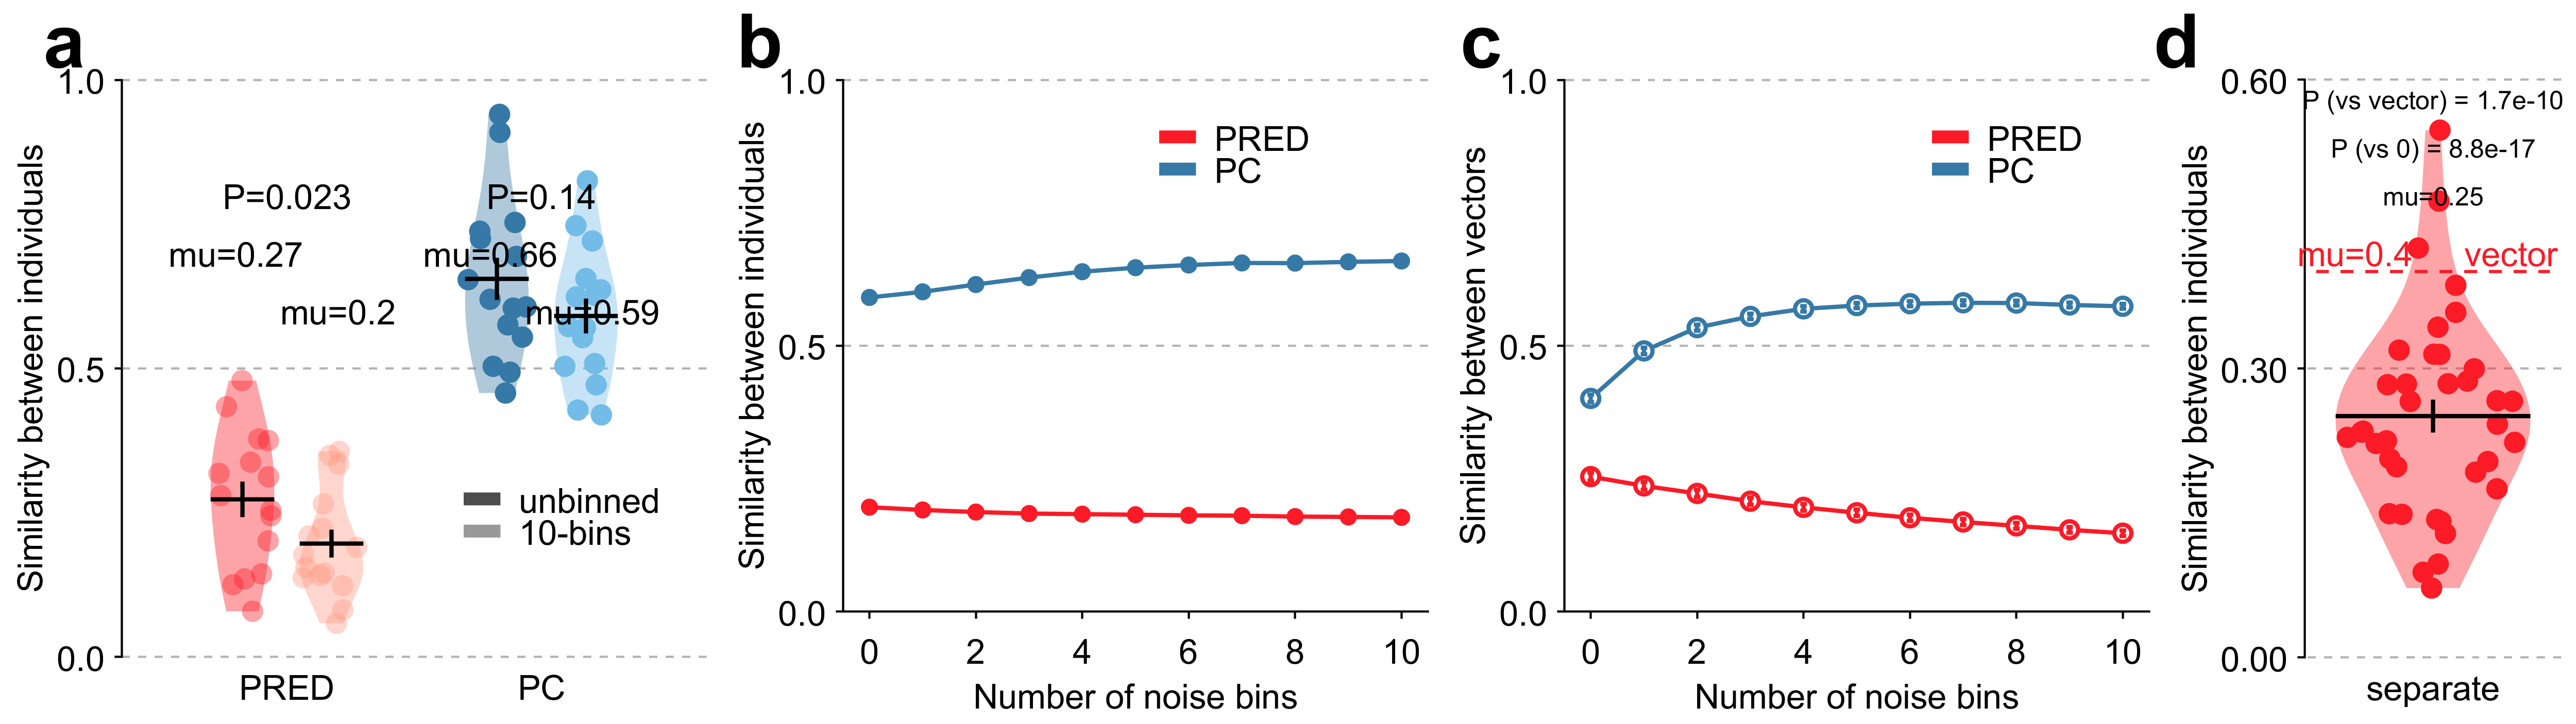 a
Similarity between individuals
1.0
0.5
0.0
P=0.023
mu=0.27
mu=0.2
P=0.14
mu=0.66
mu=0.59
unbinned
10-bins
PRED
PC
b
Similarity between individuals
1.0
0.5
0.0
PRED
PC
0 2 4 6 8 10
Number of noise bins
c
Similarity between vectors
1.0
0.5
0.0
PRED
PC
0 2 4 6 8 10
Number of noise bins
d
Similarity between individuals
0.60
0.30
0.00
P (vs vector) = 1.7e-10
P (vs 0) = 8.8e-17
mu=0.25
mu=0.4
vector
separate